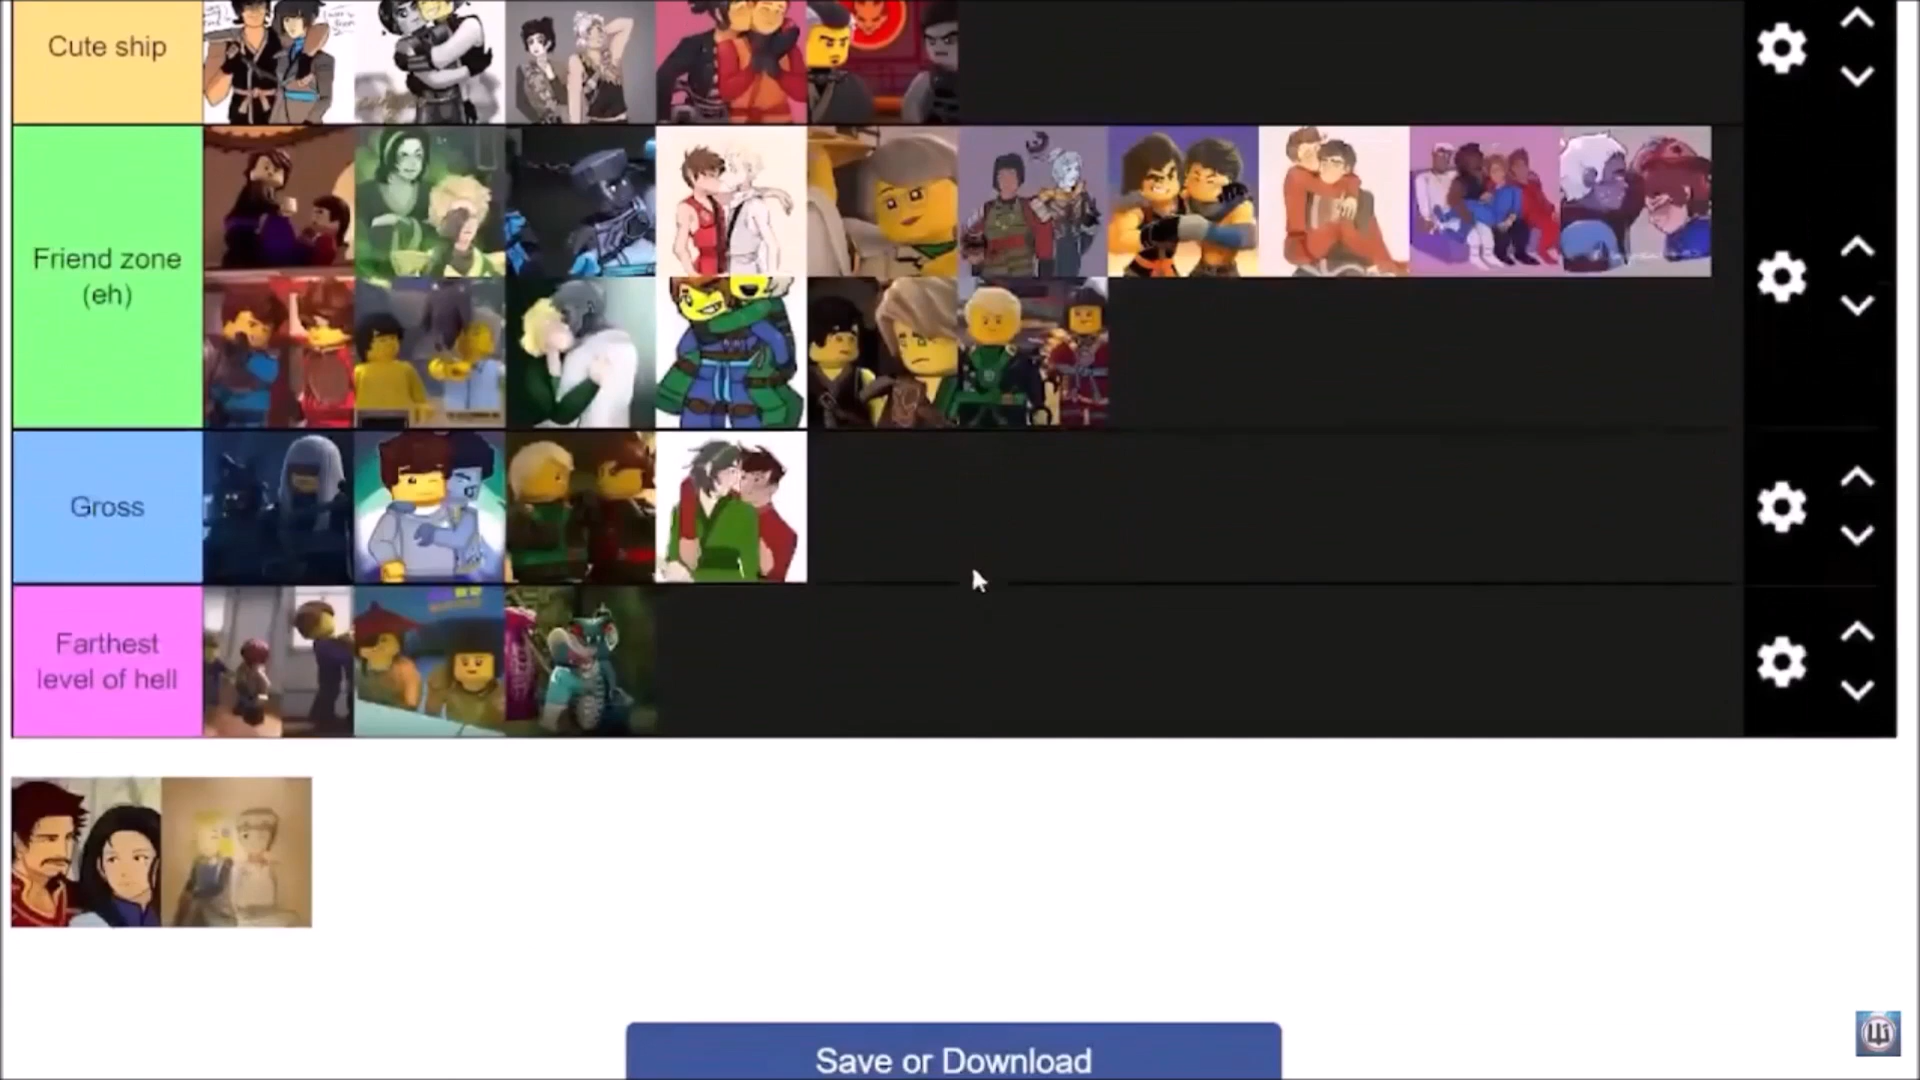 Cute ship
Friend zone
(eh)
Gross
Farthest
level of hell
Save or Download